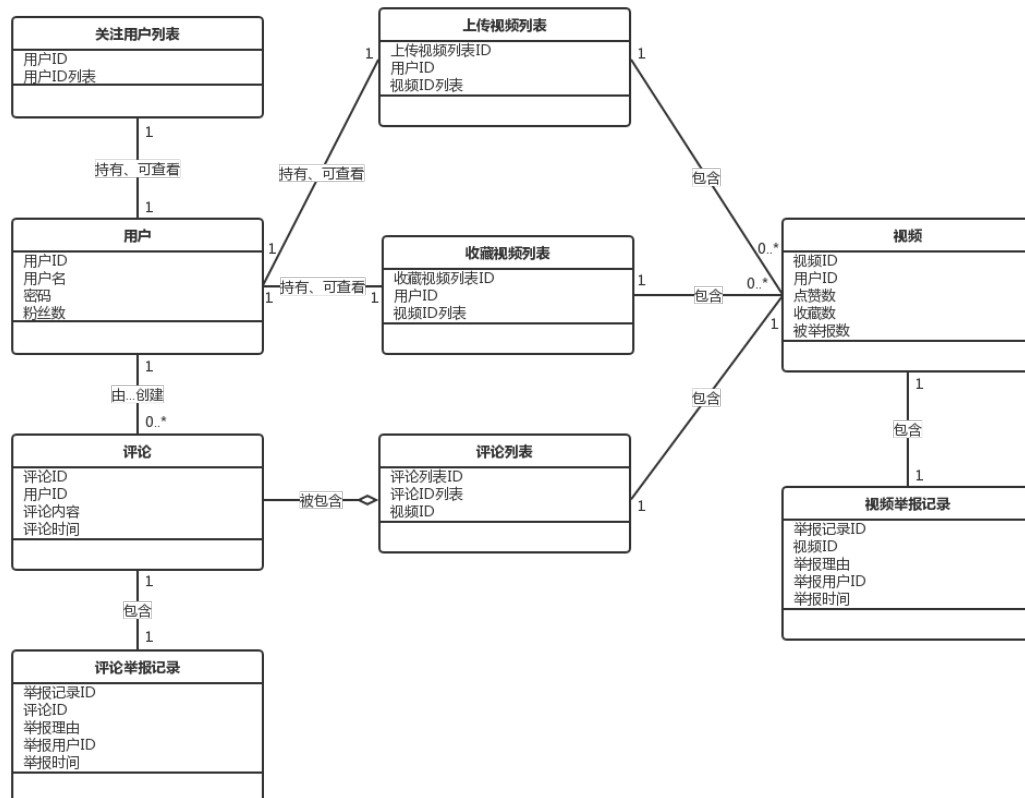 关注用户列表
用户ID
用户ID列表
1
持有、可查看
1
用户
用户ID
用户名
密码
粉丝数
1
由...创建
0..*
评论
评论ID
用户ID
评论内容
评论时间
1
包含
1
评论举报记录
举报记录ID
评论ID
举报理由
举报用户ID
举报时间
上传视频列表
上传视频列表ID
用户ID
视频ID列表
1
持有、可查看
1
1
包含
0..*
收藏视频列表
收藏视频列表ID
用户ID
视频ID列表
1
持有、可查看
1
1
包含
0..*
评论列表
评论列表ID
评论ID列表
视频ID
被包含
1
包含
1
视频
视频ID
用户ID
点赞数
收藏数
被举报数
1
包含
1
视频举报记录
举报记录ID
视频ID
举报理由
举报用户ID
举报时间